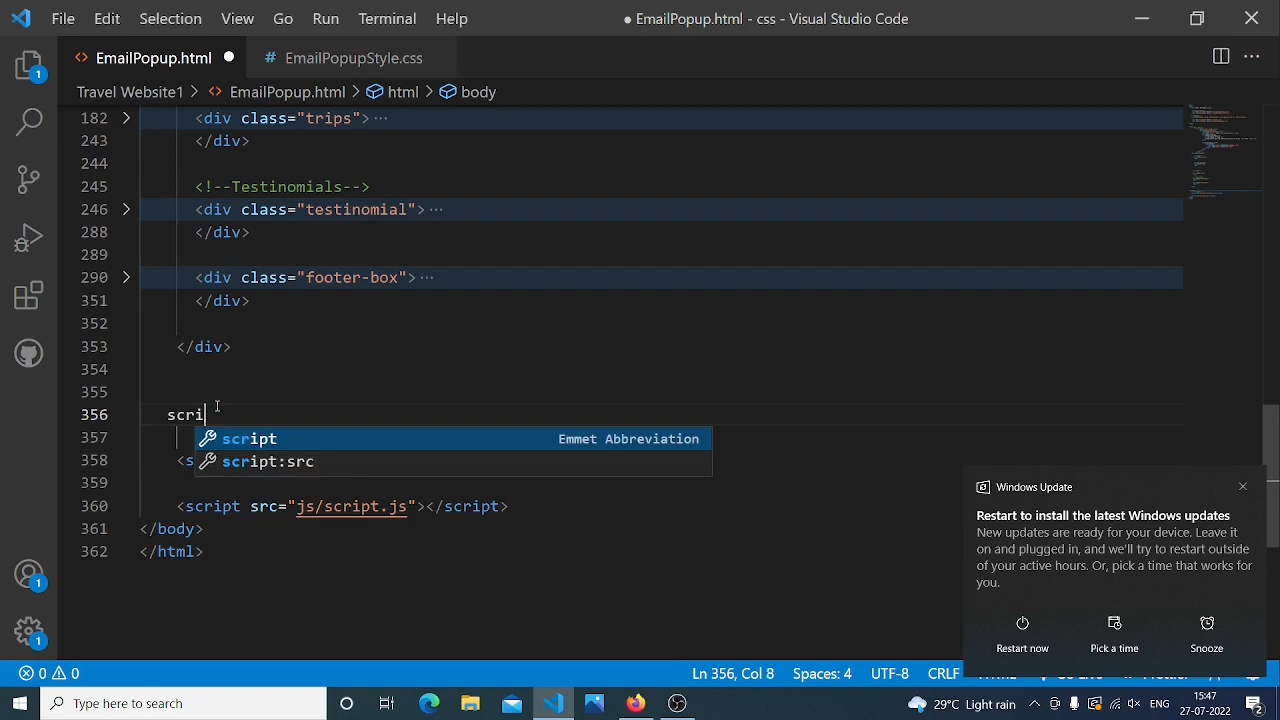 File Edit Selection View Go Run Terminal Help
● EmailPopup.html - css - Visual Studio Code
EmailPopup.html
# EmailPopupStyle.css
Travel Website1 > EmailPopup.html > html > body
182 <div class="trips">···
243 </div>
244
245 <!--Testinomials-->
246 <div class="testinomial">···
288 </div>
289
290 <div class="footer-box">···
351 </div>
352
353 </div>
354
355
356 scri
script Emmet Abbreviation
357
script:src
358 <s
359
360 <script src="js/script.js"></script>
361 </body>
362 </html>
1
1
1
Windows Update
Restart to install the latest Windows updates
New updates are ready for your device. Leave it
on and plugged in, and we'll try to restart outside
of your active hours. Or, pick a time that works for
you.
Restart now
Pick a time
Snooze
0 0
Ln 356, Col 8
Spaces: 4
UTF-8
CRLF
Type here to search
29°C Light rain
15:47
27-07-2022
2